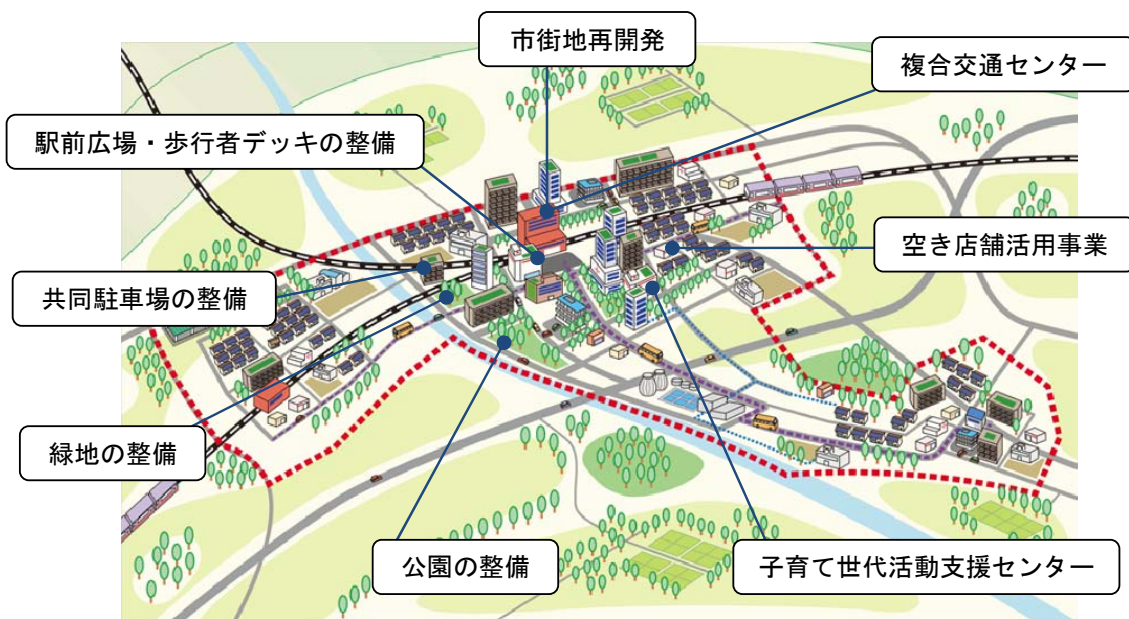 市街地再開発
複合交通センター
駅前広場・歩行者デッキの整備
空き店舗活用事業
共同駐車場の整備
緑地の整備
公園の整備
子育て世代活動支援センター